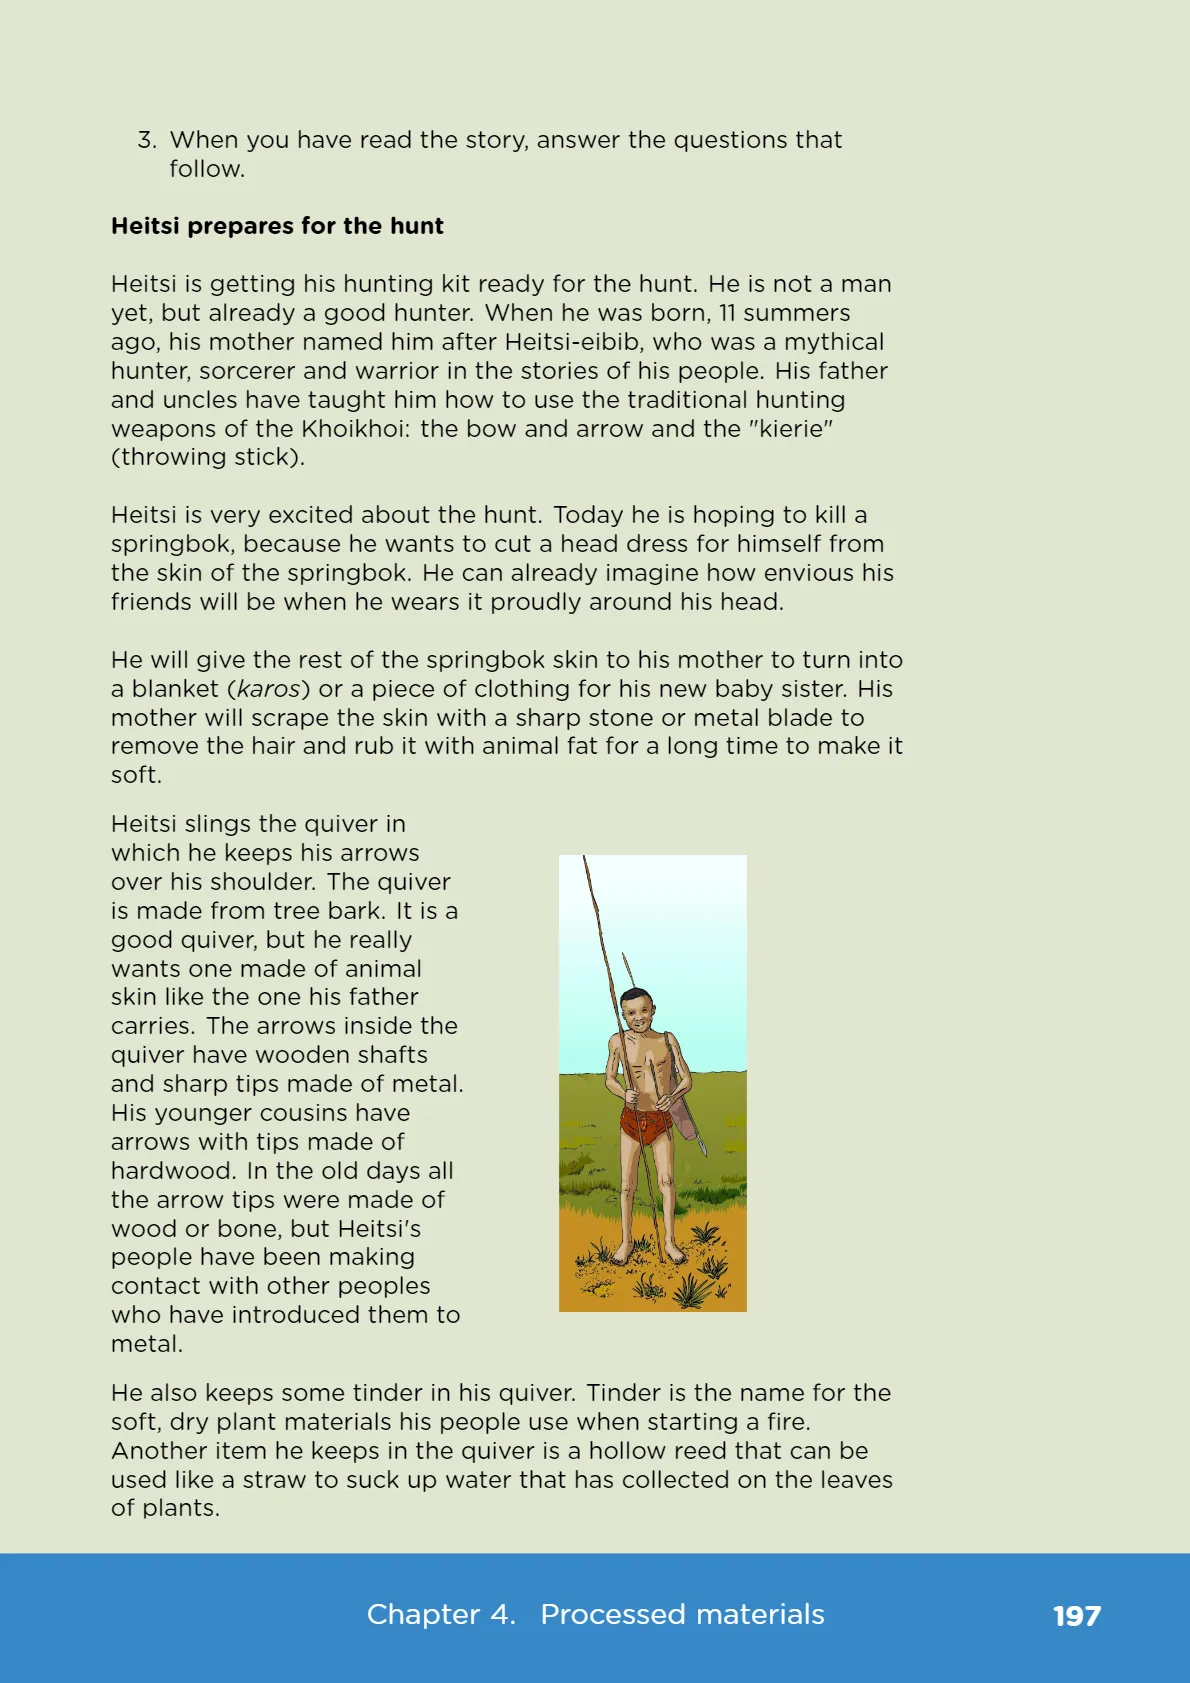 3. When you have read the story, answer the questions that
follow.
Heitsi prepares for the hunt
Heitsi is getting his hunting kit ready for the hunt. He is not a man
yet, but already a good hunter. When he was born, 11 summers
ago, his mother named him after Heitsi-eibib, who was a mythical
hunter, sorcerer and warrior in the stories of his people. His father
and uncles have taught him how to use the traditional hunting
weapons of the Khoikhoi: the bow and arrow and the "kierie"
(throwing stick).
Heitsi is very excited about the hunt. Today he is hoping to kill a
springbok, because he wants to cut a head dress for himself from
the skin of the springbok. He can already imagine how envious his
friends will be when he wears it proudly around his head.
He will give the rest of the springbok skin to his mother to turn into
a blanket (karos) or a piece of clothing for his new baby sister. His
mother will scrape the skin with a sharp stone or metal blade to
remove the hair and rub it with animal fat for a long time to make it
soft.
Heitsi slings the quiver in
which he keeps his arrows
over his shoulder. The quiver
is made from tree bark. It is a
good quiver, but he really
wants one made of animal
skin like the one his father
carries. The arrows inside the
quiver have wooden shafts
and sharp tips made of metal.
His younger cousins have
arrows with tips made of
hardwood. In the old days all
the arrow tips were made of
wood or bone, but Heitsi's
people have been making
contact with other peoples
who have introduced them to
metal.
He also keeps some tinder in his quiver. Tinder is the name for the
soft, dry plant materials his people use when starting a fire.
Another item he keeps in the quiver is a hollow reed that can be
used like a straw to suck up water that has collected on the leaves
of plants.
Chapter 4. Processed materials 197